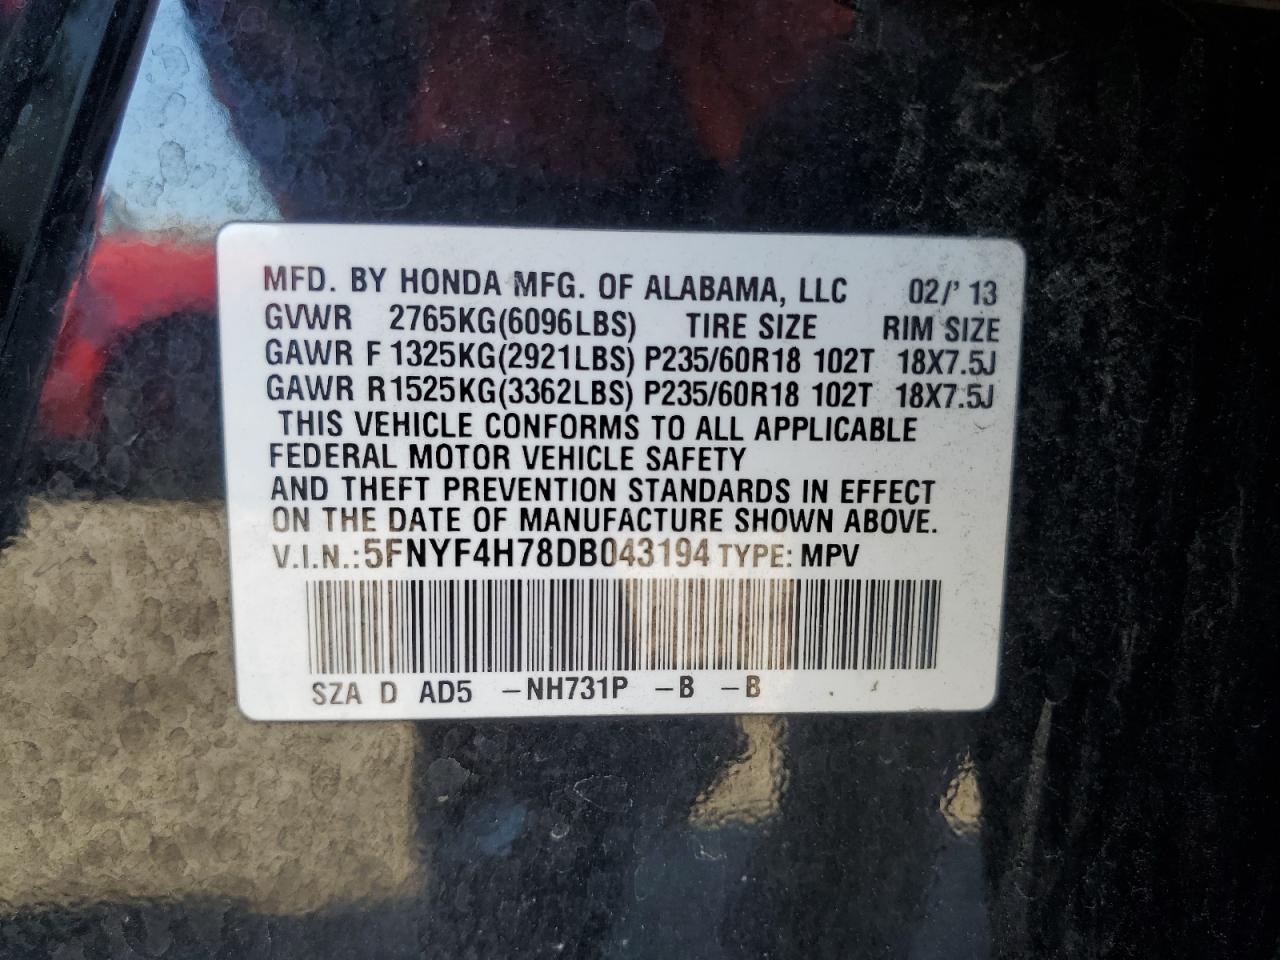 MFD. BY HONDA MFG. OF ALABAMA, LLC 02/'13
GVWR 2765KG(6096LBS) TIRE SIZE RIM SIZE
GAWR F 1325KG(2921LBS) P235/60R18 102T 18X7.5J
GAWR R 1525KG(3362LBS) P235/60R18 102T 18X7.5J
THIS VEHICLE CONFORMS TO ALL APPLICABLE
FEDERAL MOTOR VEHICLE SAFETY
AND THEFT PREVENTION STANDARDS IN EFFECT
ON THE DATE OF MANUFACTURE SHOWN ABOVE.
V.I.N.:5FNYF4H78DB043194 TYPE: MPV
SZA D AD5 -NH731P -B -B